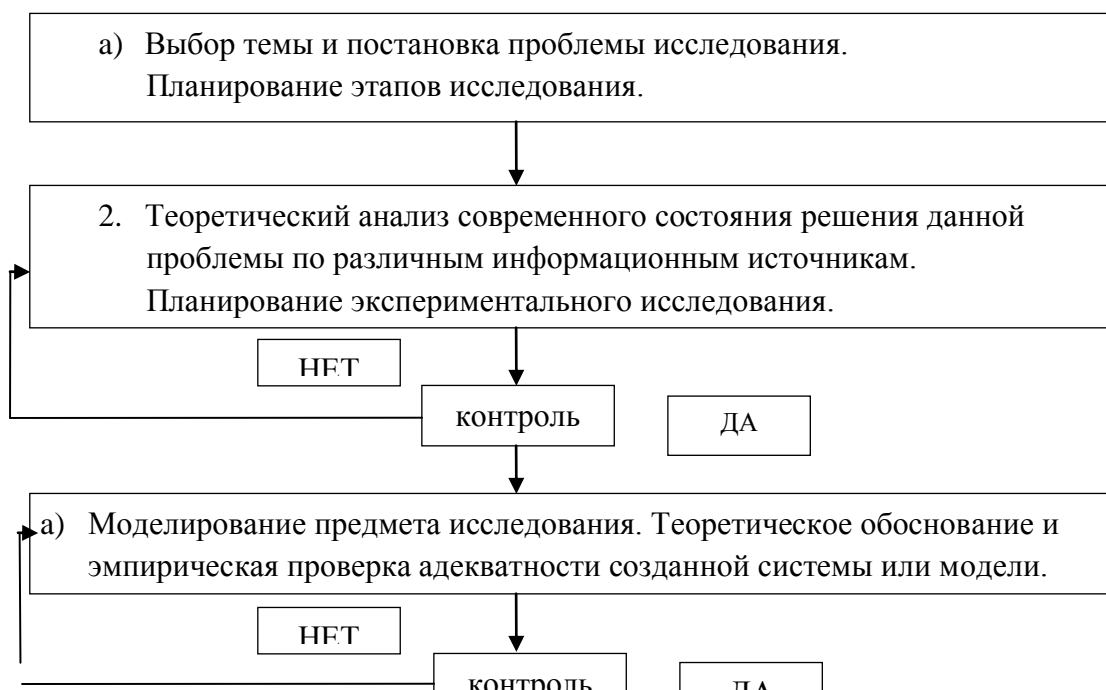 а) Выбор темы и постановка проблемы исследования.
Планирование этапов исследования.
2. Теоретический анализ современного состояния решения данной
проблемы по различным информационным источникам.
Планирование экспериментального исследования.
НЕТ
контроль
ДА
а) Моделирование предмета исследования. Теоретическое обоснование и
эмпирическая проверка адекватности созданной системы или модели.
НЕТ
контроль
ДА